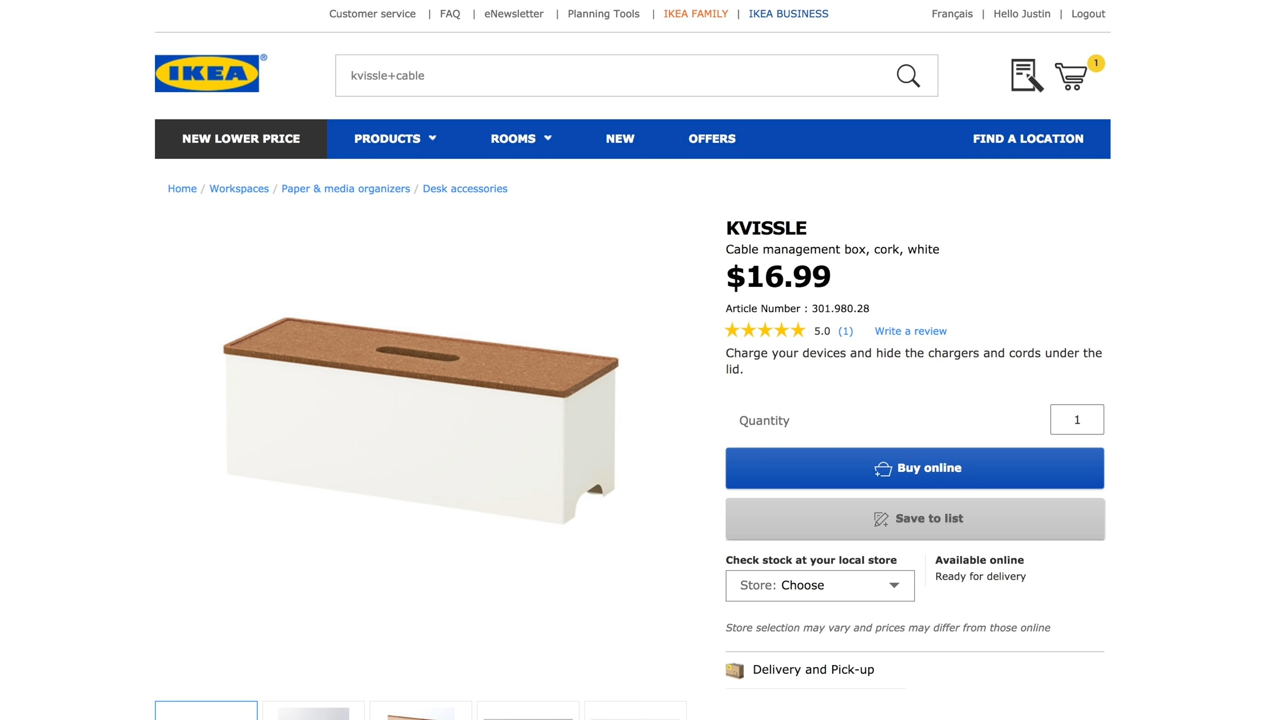 Customer service | FAQ | eNewsletter | Planning Tools | IKEA FAMILY | IKEA BUSINESS
Français | Hello Justin | Logout
IKEA®
kvissle+cable
1
NEW LOWER PRICE PRODUCTS ROOMS NEW OFFERS FIND A LOCATION
Home / Workspaces / Paper & media organizers / Desk accessories
KVISSLE
Cable management box, cork, white
$16.99
Article Number : 301.980.28
5.0 (1) Write a review
Charge your devices and hide the chargers and cords under the
lid.
Quantity 1
Buy online
Save to list
Check stock at your local store
Store: Choose
Available online
Ready for delivery
Store selection may vary and prices may differ from those online
Delivery and Pick-up